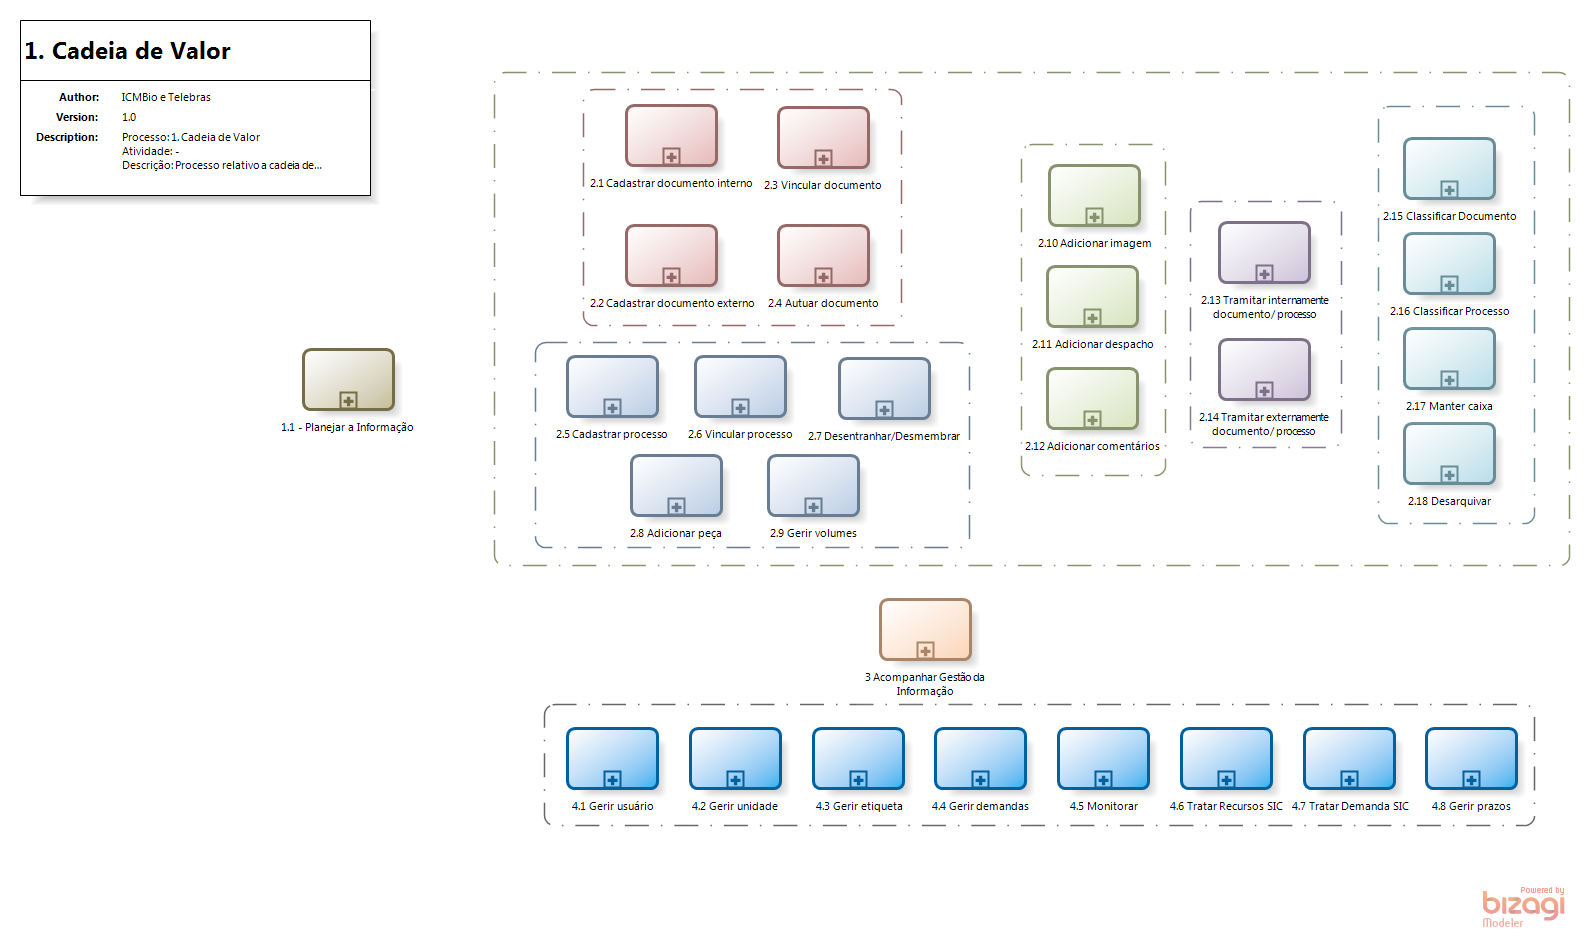 1. Cadeia de Valor
Author: ICMBio e Telebras
Version: 1.0
Description: Processo: 1. Cadeia de Valor
Atividade: -
Descrição: Processo relativo a cadeia de...
2.1 Cadastrar documento interno
2.3 Vincular documento
2.2 Cadastrar documento externo
2.4 Autuar documento
2.5 Cadastrar processo
2.6 Vincular processo
2.7 Desentranhar/Desmembrar
2.8 Adicionar peça
2.9 Gerir volumes
2.10 Adicionar imagem
2.11 Adicionar despacho
2.12 Adicionar comentários
2.13 Tramitar internamente
documento/ processo
2.14 Tramitar externamente
documento/ processo
2.15 Classificar Documento
2.16 Classificar Processo
2.17 Manter caixa
2.18 Desarquivar
1.1 - Planejar a Informação
3 Acompanhar Gestão da
Informação
4.1 Gerir usuário
4.2 Gerir unidade
4.3 Gerir etiqueta
4.4 Gerir demandas
4.5 Monitorar
4.6 Tratar Recursos SIC
4.7 Tratar Demanda SIC
4.8 Gerir prazos
Powered by
bizagi
Modeler